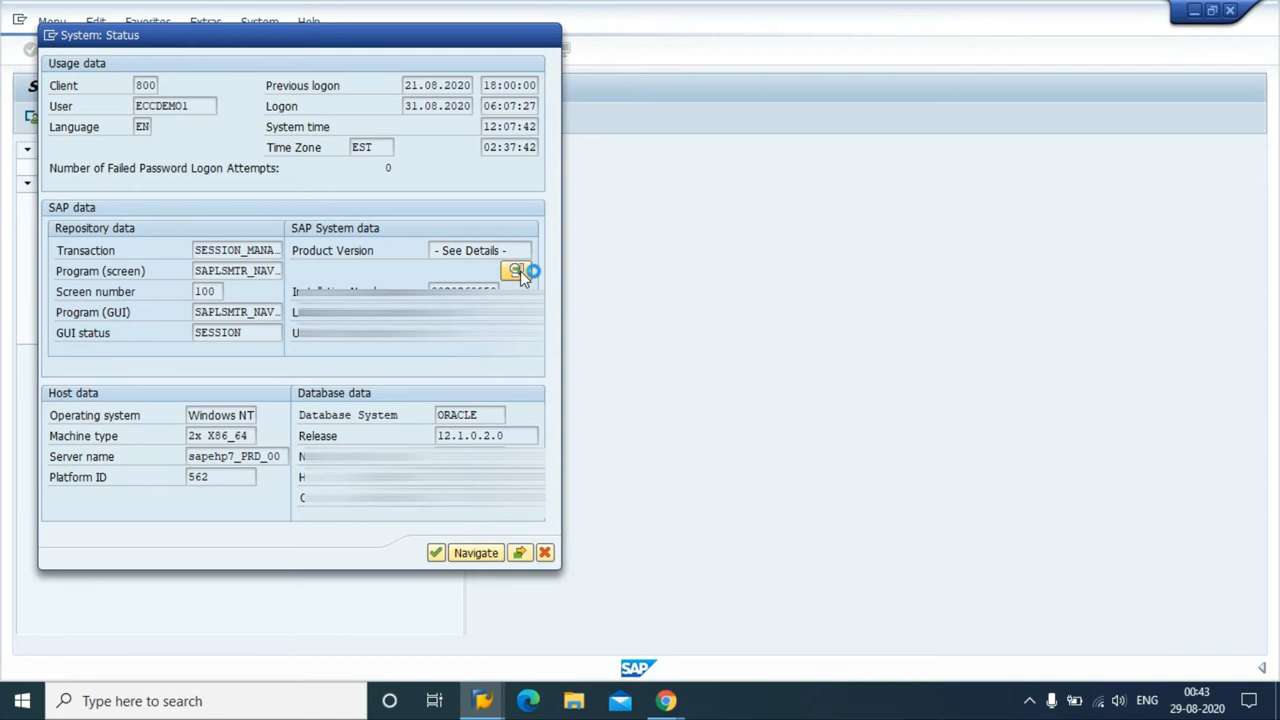 Menu Edit Favorites Extras System Help
System: Status
Usage data
Client 800 Previous logon 21.08.2020 18:00:00
User ECCDEMO1 Logon 31.08.2020 06:07:27
Language EN System time 12:07:42
Time Zone EST 02:37:42
Number of Failed Password Logon Attempts: 0
SAP data
Repository data SAP System data
Transaction SESSION_MANA.. Product Version - See Details -
Program (screen) SAPLSMTR_NAV..
Screen number 100
Program (GUI) SAPLSMTR_NAV.. L
GUI status SESSION U
Host data Database data
Operating system Windows NT Database System ORACLE
Machine type 2x X86_64 Release 12.1.0.2.0
Server name sapehp7_PRD_00 N
Platform ID 562 H
Navigate
SAP
Type here to search ENG 00:43
29-08-2020